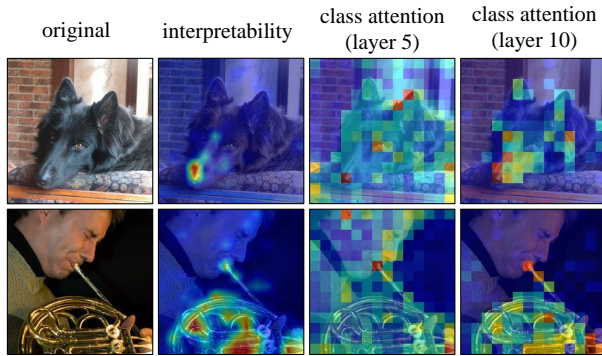 original
interpretability
class attention
(layer 5)
class attention
(layer 10)